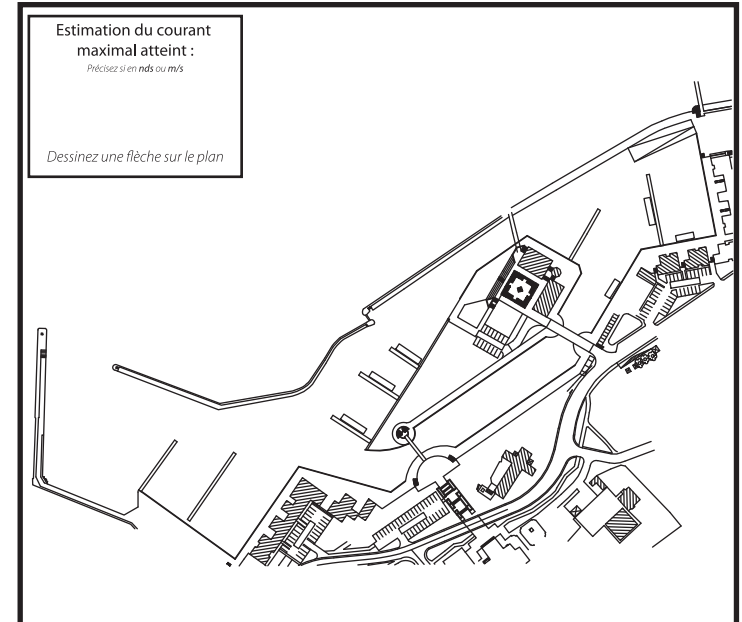 Estimation du courant
maximal atteint :
Précisez si en nds ou m/s
Dessinez une flèche sur le plan